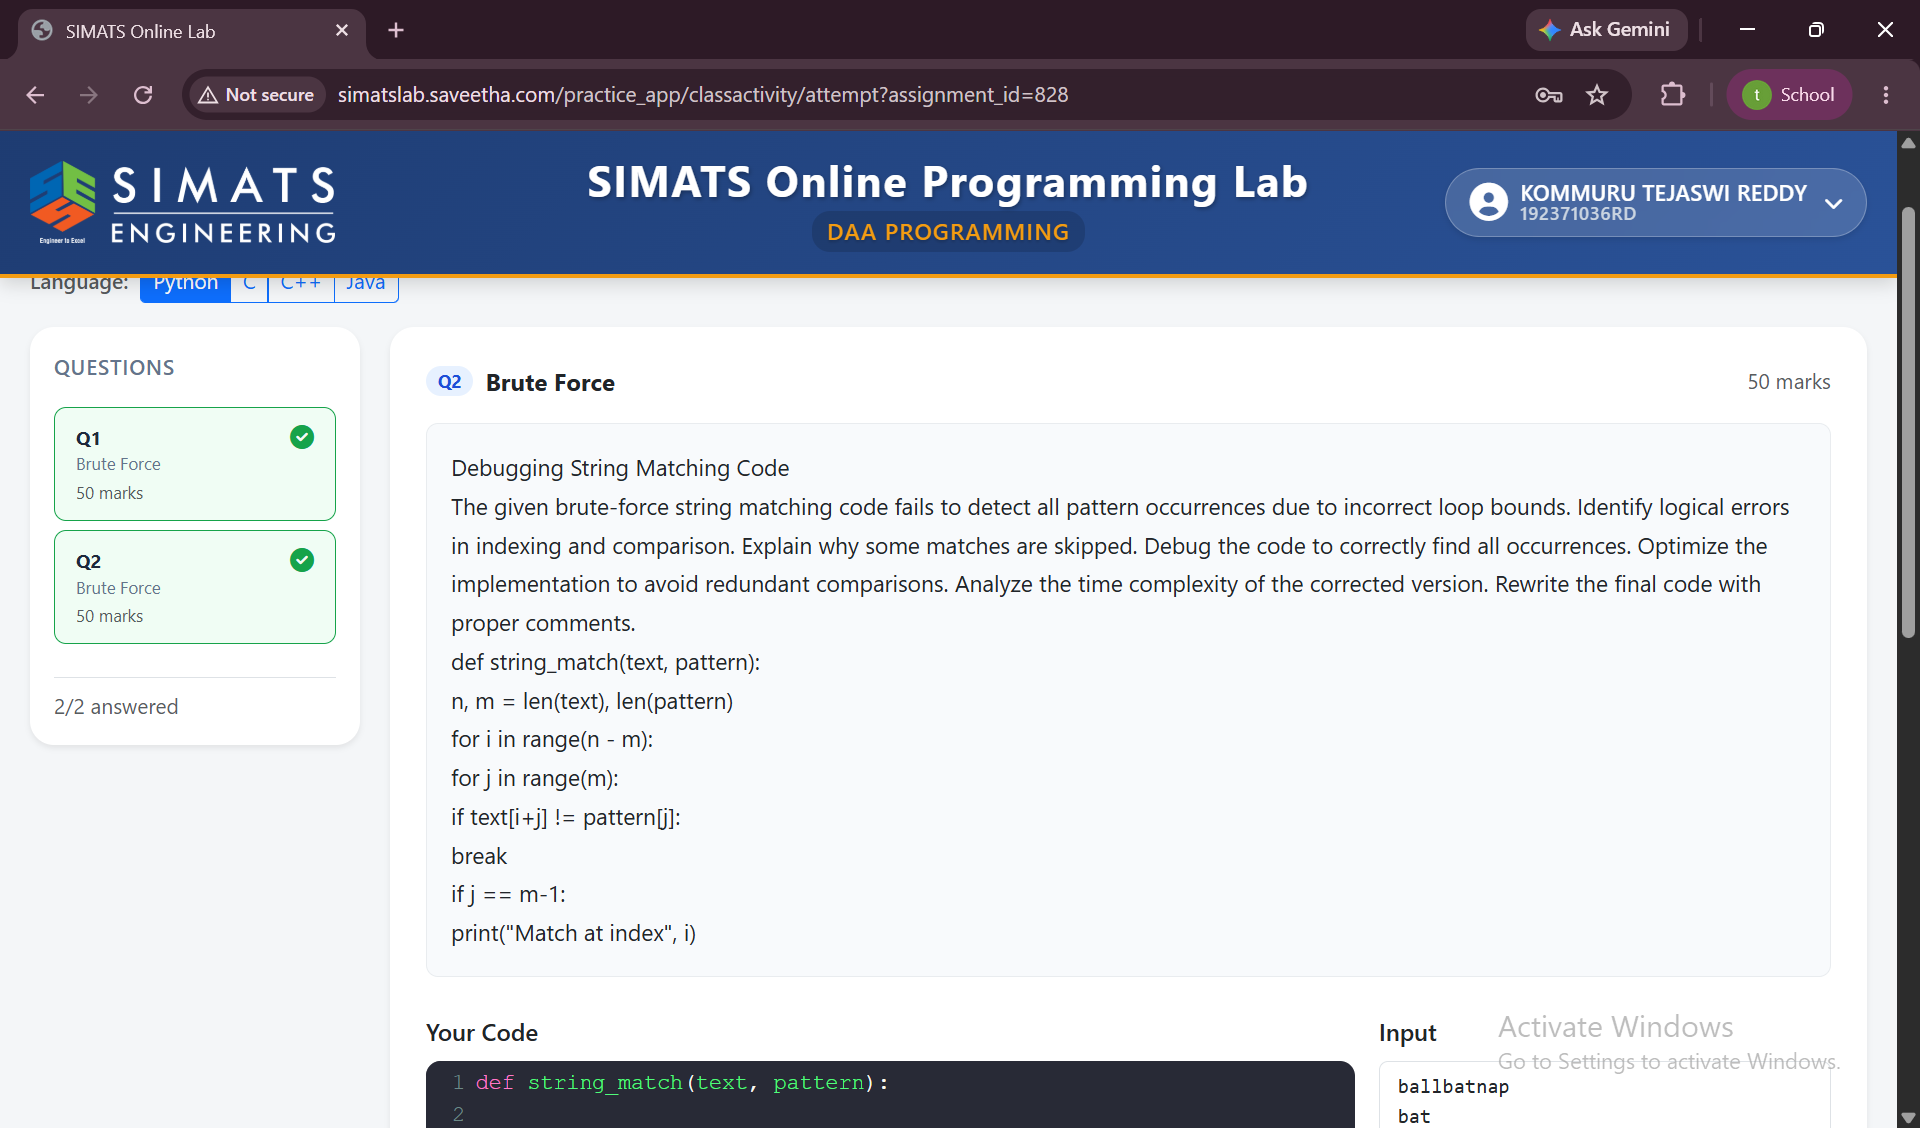 SIMATS Online Lab
Ask Gemini
Not secure
simatslab.saveetha.com/practice_app/classactivity/attempt?assignment_id=828
t
School
SIMATS
ENGINEERING
Engineer to Excel
SIMATS Online Programming Lab
DAA PROGRAMMING
KOMMURU TEJASWI REDDY
192371036RD
Language:
Python
C
C++
Java
QUESTIONS
Q1
Brute Force
50 marks
Q2
Brute Force
50 marks
2/2 answered
Q2
Brute Force
50 marks
Debugging String Matching Code
The given brute-force string matching code fails to detect all pattern occurrences due to incorrect loop bounds. Identify logical errors
in indexing and comparison. Explain why some matches are skipped. Debug the code to correctly find all occurrences. Optimize the
implementation to avoid redundant comparisons. Analyze the time complexity of the corrected version. Rewrite the final code with
proper comments.
def string_match(text, pattern):
n, m = len(text), len(pattern)
for i in range(n - m):
for j in range(m):
if text[i+j] != pattern[j]:
break
if j == m-1:
print("Match at index", i)
Your Code
1 def string_match(text, pattern):
2
Input
ballbatnap
bat
Activate Windows
Go to Settings to activate Windows.